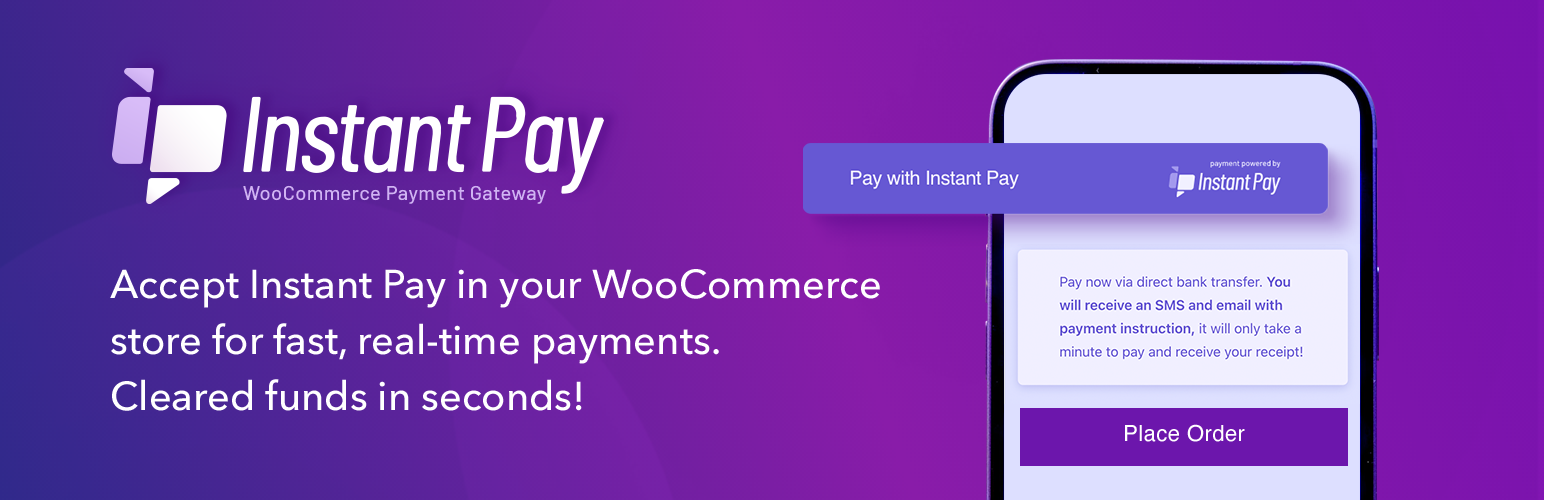 Instant Pay
WooCommerce Payment Gateway
Accept Instant Pay in your WooCommerce
store for fast, real-time payments.
Cleared funds in seconds!
Pay with Instant Pay
payment powered by
Instant Pay
Pay now via direct bank transfer. You
will receive an SMS and email with
payment instruction, it will only take a
minute to pay and receive your receipt!
Place Order